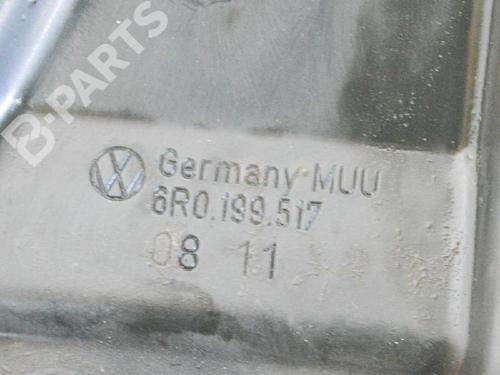 B-PARTS
Germany MUU
6R0.199.517
08 11